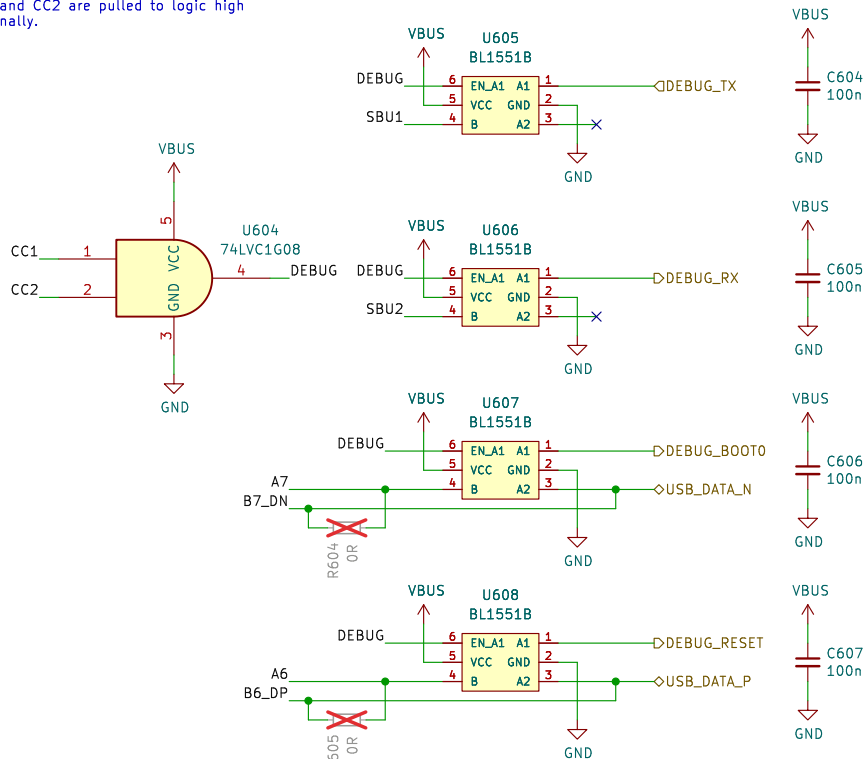 and CC2 are pulled to logic high
nally.
VBUS
U605
BL1551B
DEBUG
6
EN_A1
A1
1
DEBUG_TX
5
VCC
GND
2
SBU1
4
B
A2
3
GND
VBUS
C604
100n
GND
VBUS
5
U604
74LVC1G08
CC1
1
VCC
4
DEBUG
CC2
2
GND
3
GND
VBUS
U606
BL1551B
DEBUG
6
EN_A1
A1
1
DEBUG_RX
5
VCC
GND
2
SBU2
4
B
A2
3
GND
VBUS
C605
100n
GND
VBUS
U607
BL1551B
DEBUG
6
EN_A1
A1
1
DEBUG_BOOT0
5
VCC
GND
2
A7
4
B
A2
3
USB_DATA_N
B7_DN
R604
0R
GND
VBUS
C606
100n
GND
VBUS
U608
BL1551B
DEBUG
6
EN_A1
A1
1
DEBUG_RESET
5
VCC
GND
2
A6
4
B
A2
3
USB_DATA_P
B6_DP
605
0R
GND
VBUS
C607
100n
GND